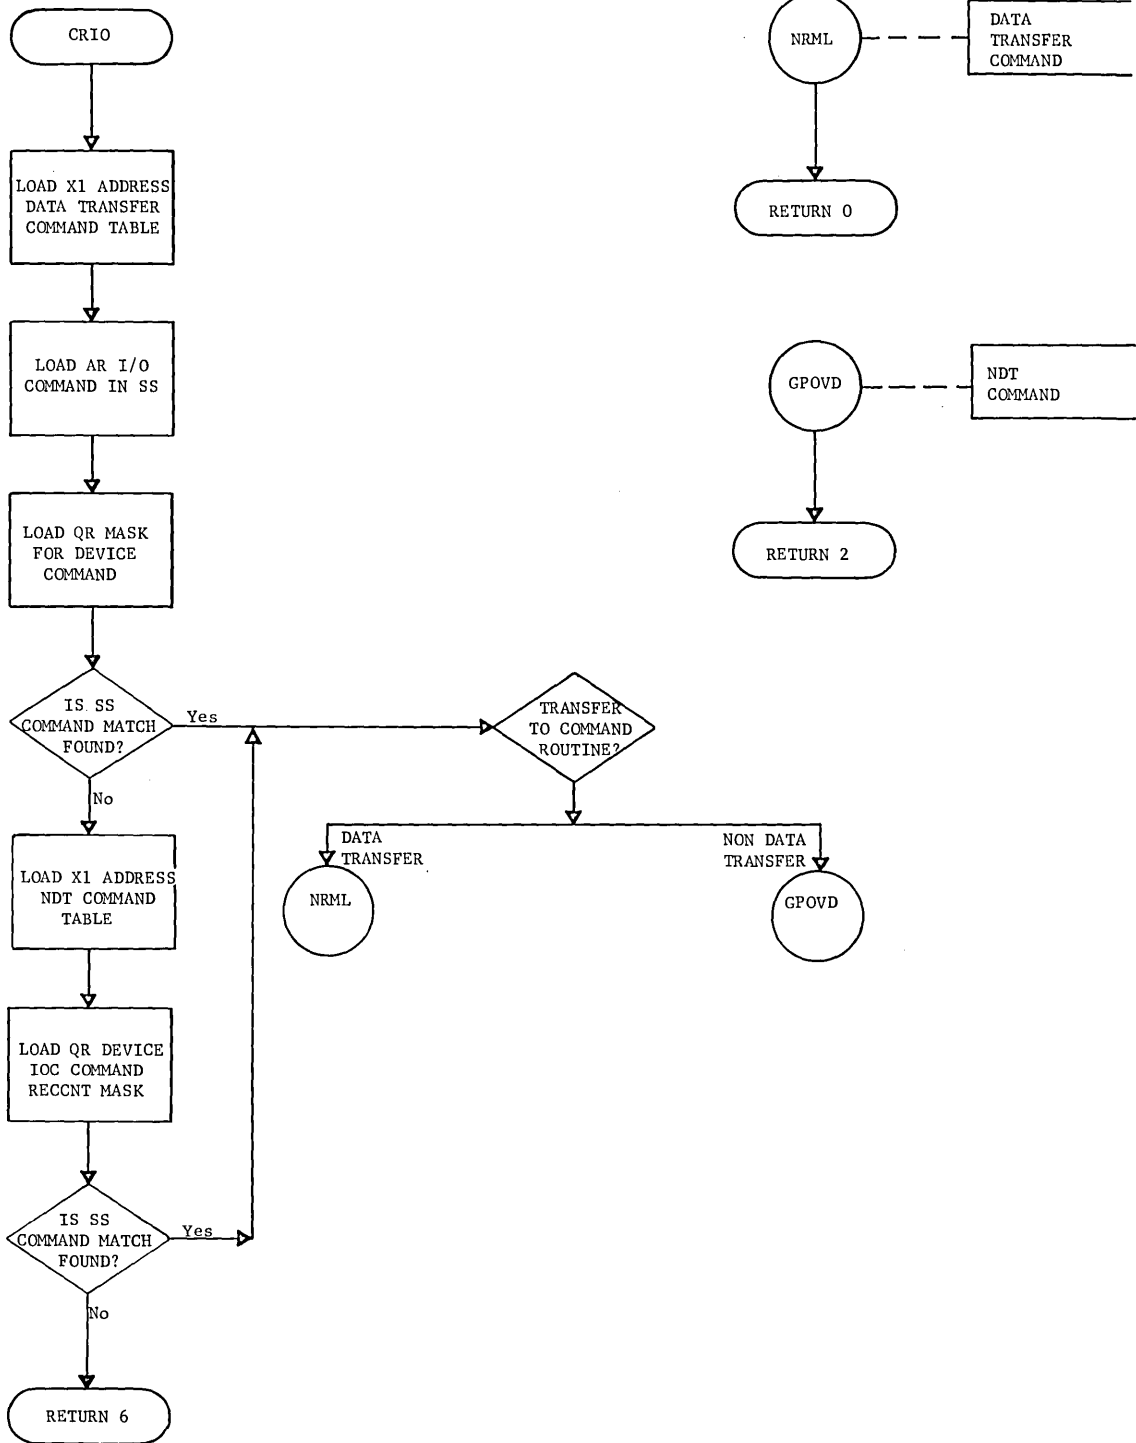 CRIO
LOAD X1 ADDRESS
DATA TRANSFER
COMMAND TABLE
LOAD AR I/O
COMMAND IN SS
LOAD QR MASK
FOR DEVICE
COMMAND
IS SS
COMMAND MATCH
FOUND?
Yes
No
LOAD X1 ADDRESS
NDT COMMAND
TABLE
LOAD QR DEVICE
IOC COMMAND
RECCNT MASK
IS SS
COMMAND MATCH
FOUND?
Yes
No
RETURN 6
TRANSFER
TO COMMAND
ROUTINE?
DATA
TRANSFER
NRML
NON DATA
TRANSFER
GPOVD
NRML
DATA
TRANSFER
COMMAND
RETURN 0
GPOVD
NDT
COMMAND
RETURN 2